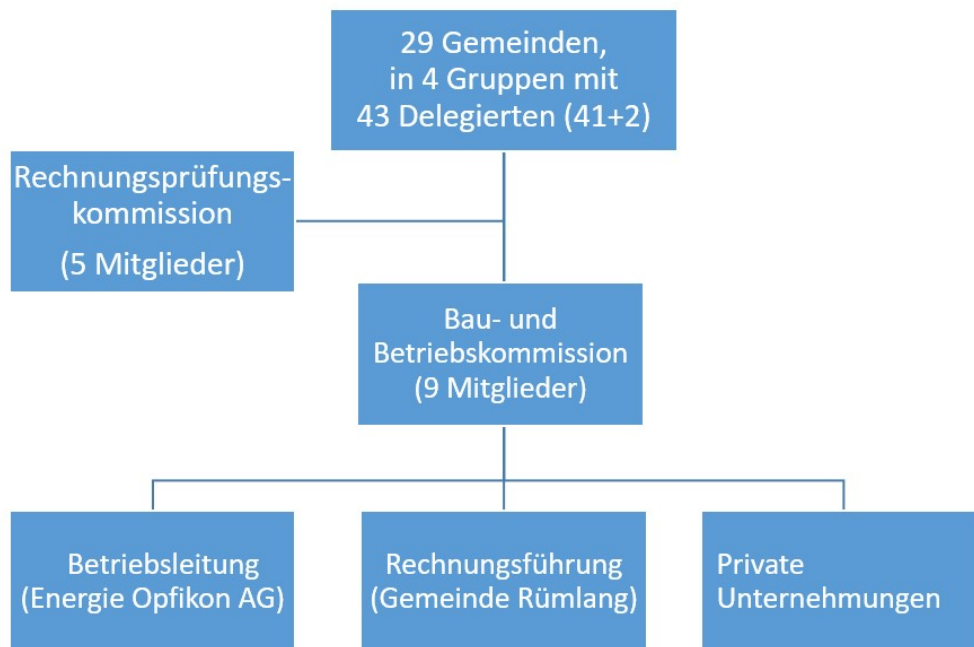 29 Gemeinden,
in 4 Gruppen mit
43 Delegierten (41+2)
Rechnungsprüfungs-
kommission
(5 Mitglieder)
Bau- und
Betriebskommission
(9 Mitglieder)
Betriebsleitung
(Energie Opfikon AG)
Rechnungsführung
(Gemeinde Rümlang)
Private
Unternehmungen